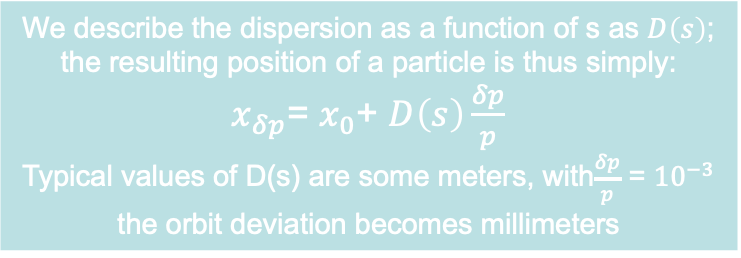 We describe the dispersion as a function of s as D(s);
the resulting position of a particle is thus simply:
x_δp = x_0 + D(s) δp/p
Typical values of D(s) are some meters, with δp/p = 10⁻³
the orbit deviation becomes millimeters